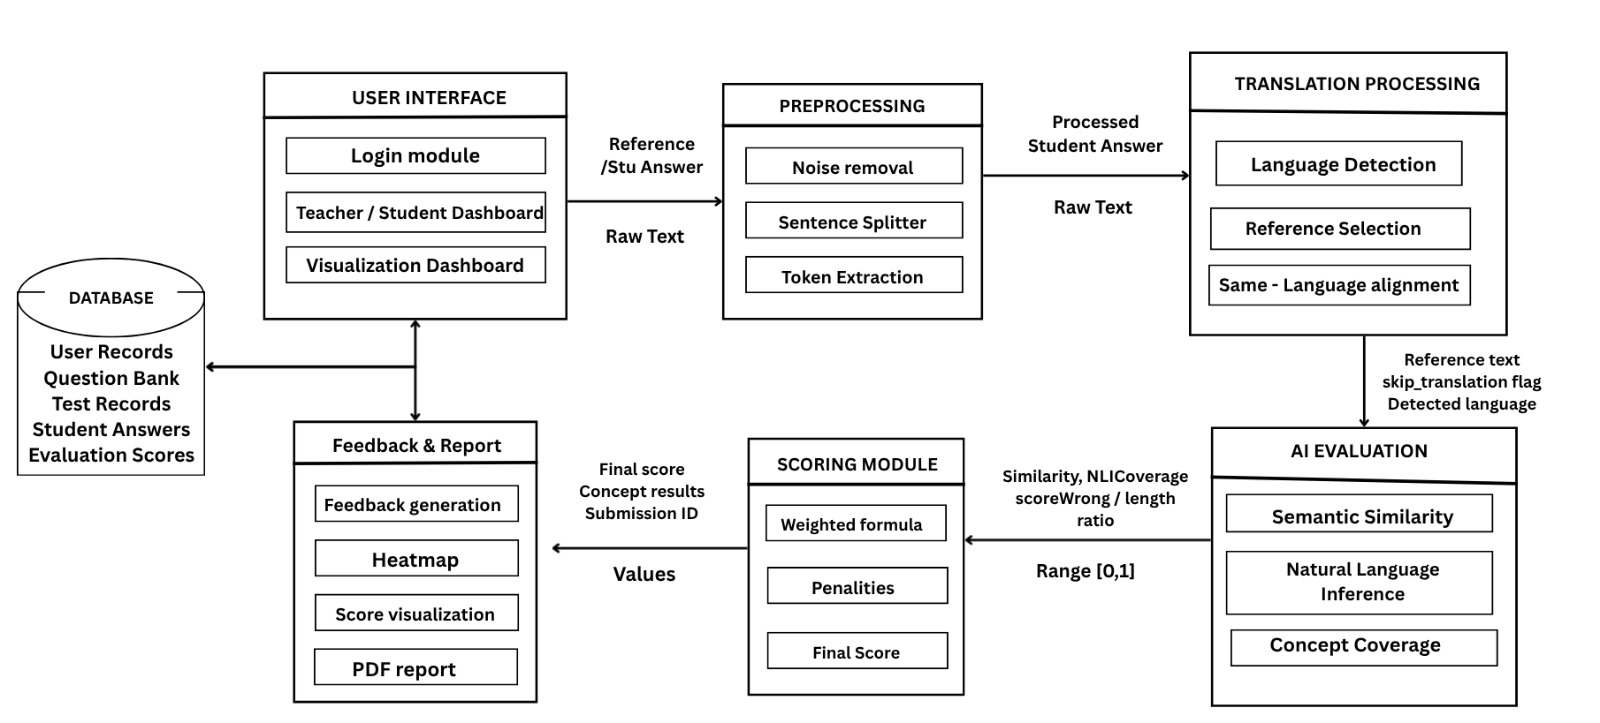 USER INTERFACE
Login module
Teacher / Student Dashboard
Visualization Dashboard
Reference
/Stu Answer
Raw Text
PREPROCESSING
Noise removal
Sentence Splitter
Token Extraction
Processed
Student Answer
Raw Text
TRANSLATION PROCESSING
Language Detection
Reference Selection
Same - Language alignment
Reference text
skip_translation flag
Detected language
AI EVALUATION
Semantic Similarity
Natural Language
Inference
Concept Coverage
Similarity, NLICoverage
scoreWrong / length
ratio
Range [0,1]
SCORING MODULE
Weighted formula
Penalities
Final Score
Final score
Concept results
Submission ID
Values
Feedback & Report
Feedback generation
Heatmap
Score visualization
PDF report
DATABASE
User Records
Question Bank
Test Records
Student Answers
Evaluation Scores